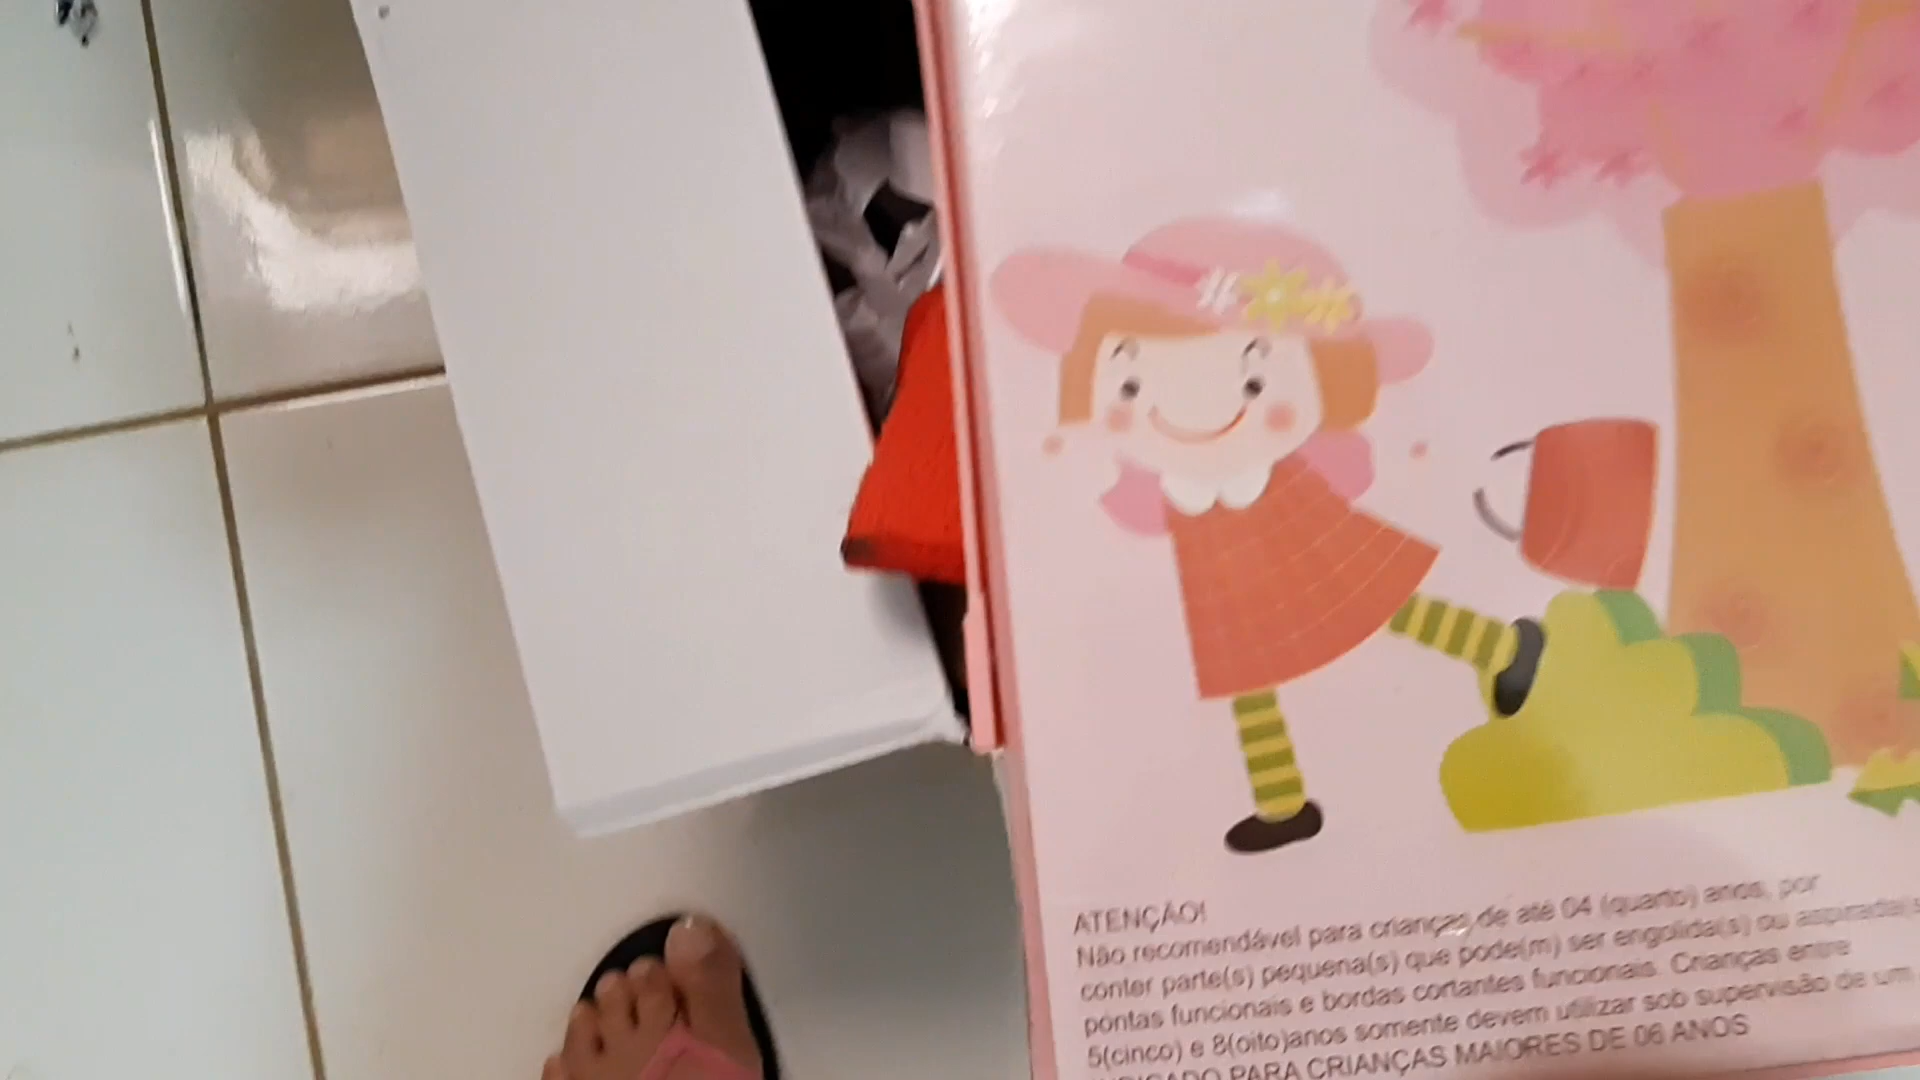 ATENÇÃO!
Não recomendável para crianças de até 04 (quarto) anos, por
conter parte(s) pequena(s) que pode(m) ser engolida(s) ou aspirada(s)
pontas funcionais e bordas cortantes funcionais. Crianças entre
5(cinco) e 8(oito)anos somente devem utilizar sob supervisão de um
INDICADO PARA CRIANÇAS MAIORES DE 06 ANOS